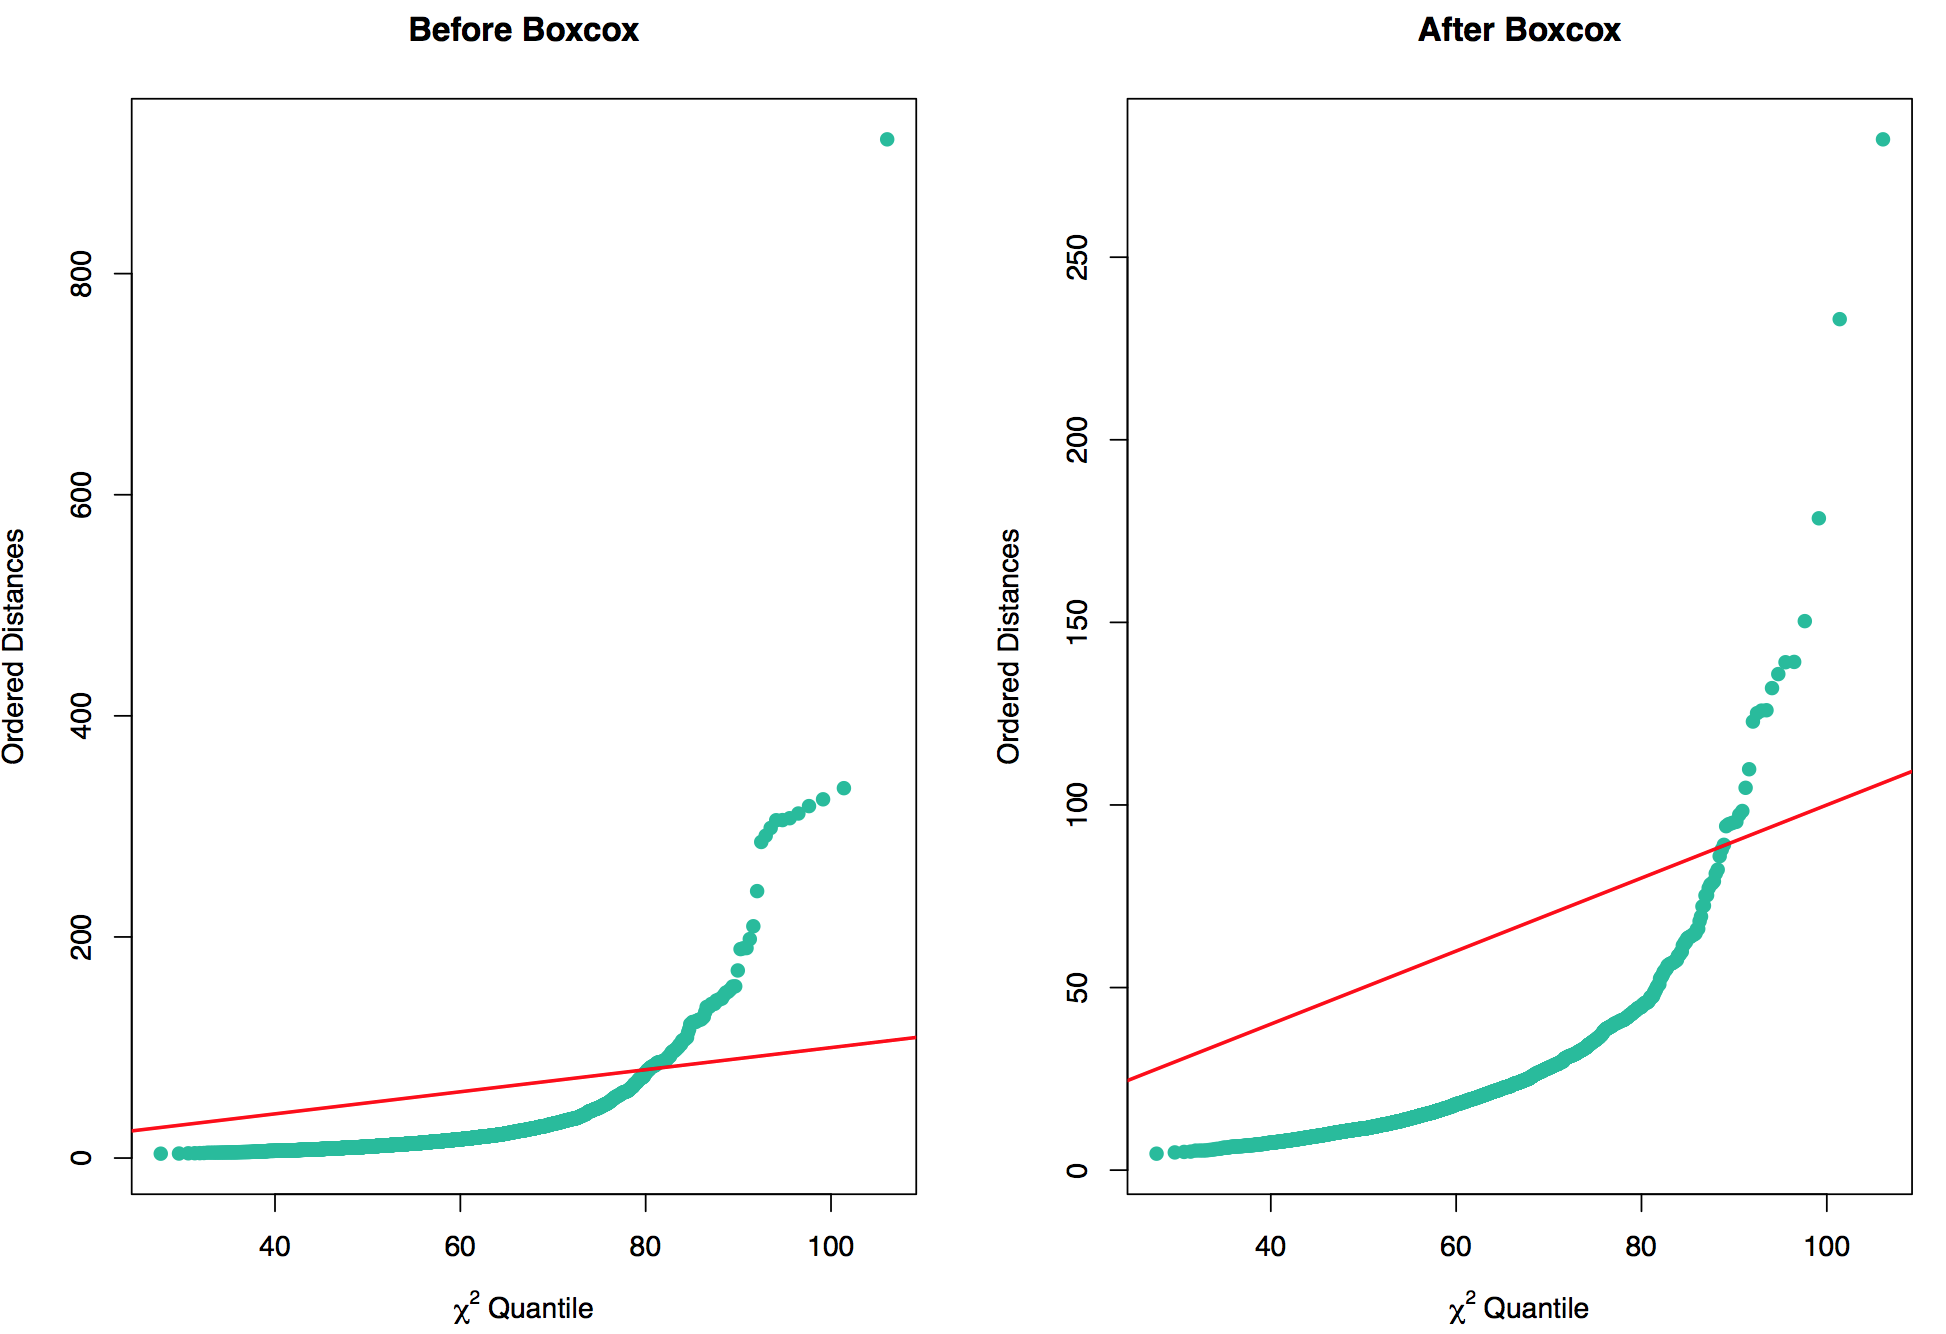 Before Boxcox
Ordered Distances
800
600
400
200
0
40 60 80 100
χ² Quantile
After Boxcox
Ordered Distances
250
200
150
100
50
0
40 60 80 100
χ² Quantile